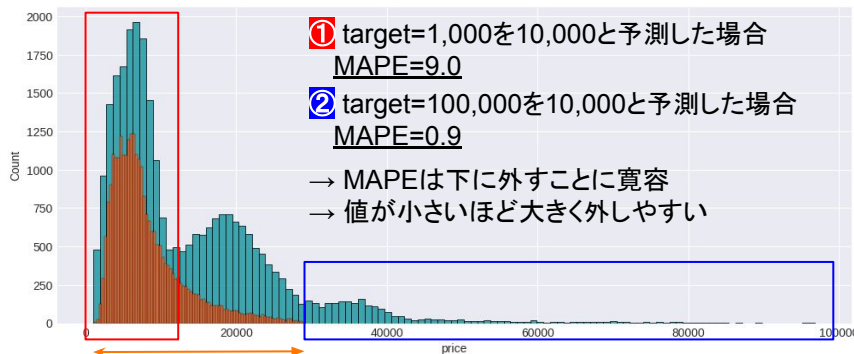 ① target=1,000を10,000と予測した場合
MAPE=9.0
② target=100,000を10,000と予測した場合
MAPE=0.9
→ MAPEは下に外すことに寛容
→ 値が小さいほど大きく外しやすい
2000
1750
1500
1250
1000
750
500
250
0
Count
0 20000 40000 60000 80000 100000
price